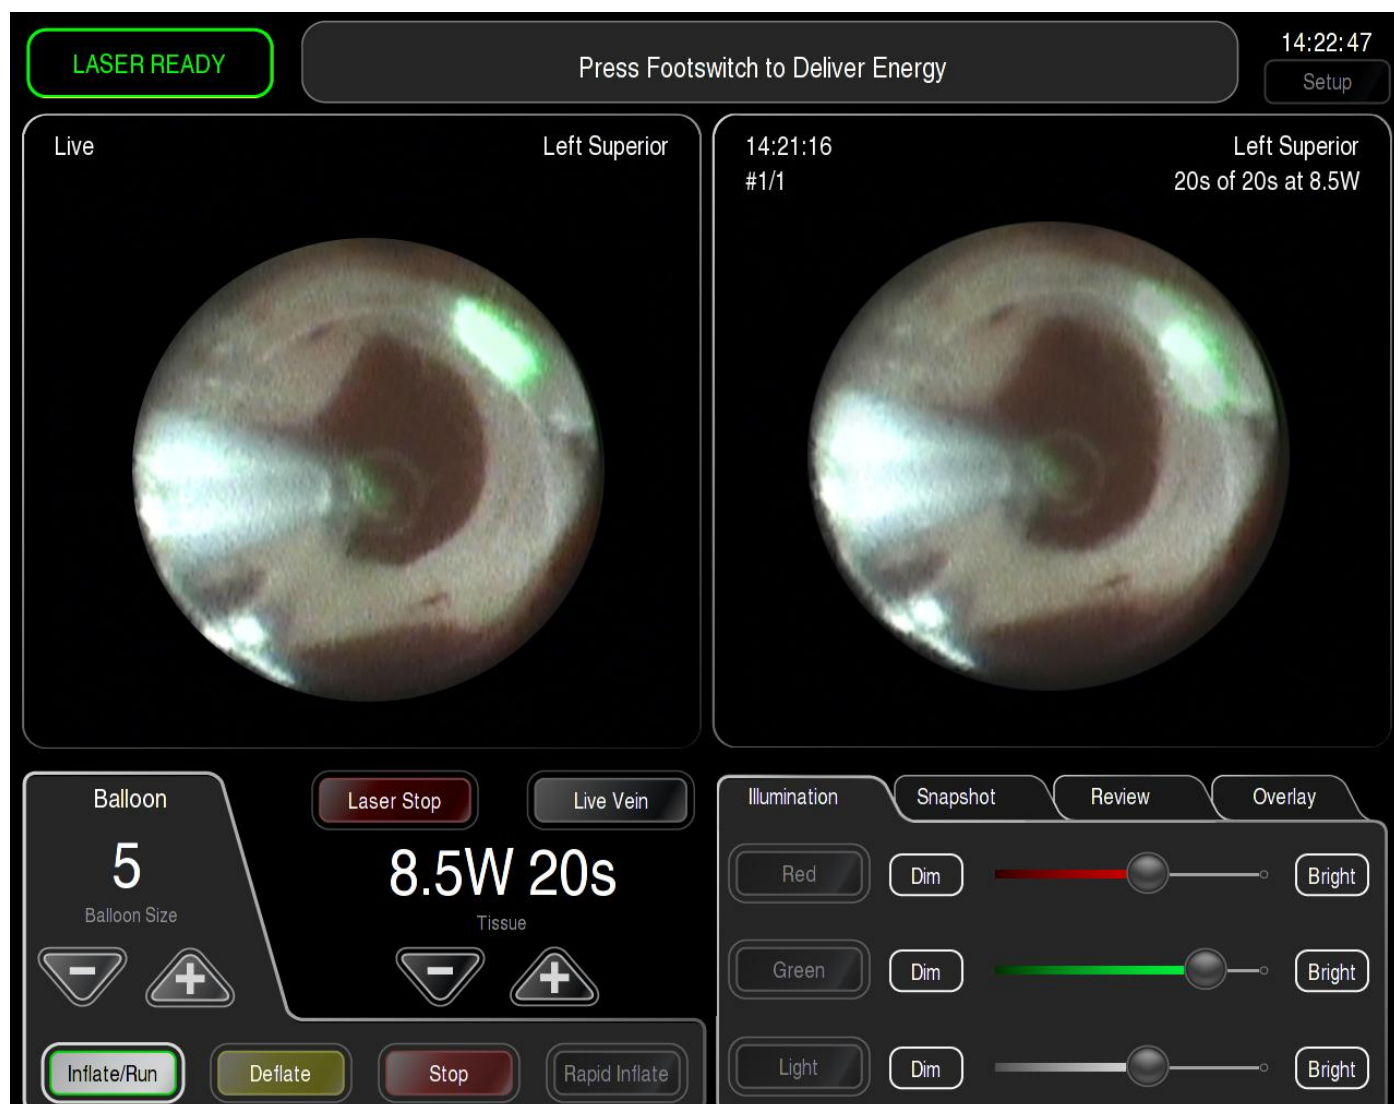 LASER READY
Press Footswitch to Deliver Energy
14:22:47
Setup
Live
Left Superior
14:21:16
Left Superior
#1/1
20s of 20s at 8.5W
Balloon
5
Balloon Size
Laser Stop
Live Vein
8.5W 20s
Tissue
Inflate/Run
Deflate
Stop
Rapid Inflate
Illumination
Snapshot
Review
Overlay
Red
Dim
Bright
Green
Dim
Bright
Light
Dim
Bright